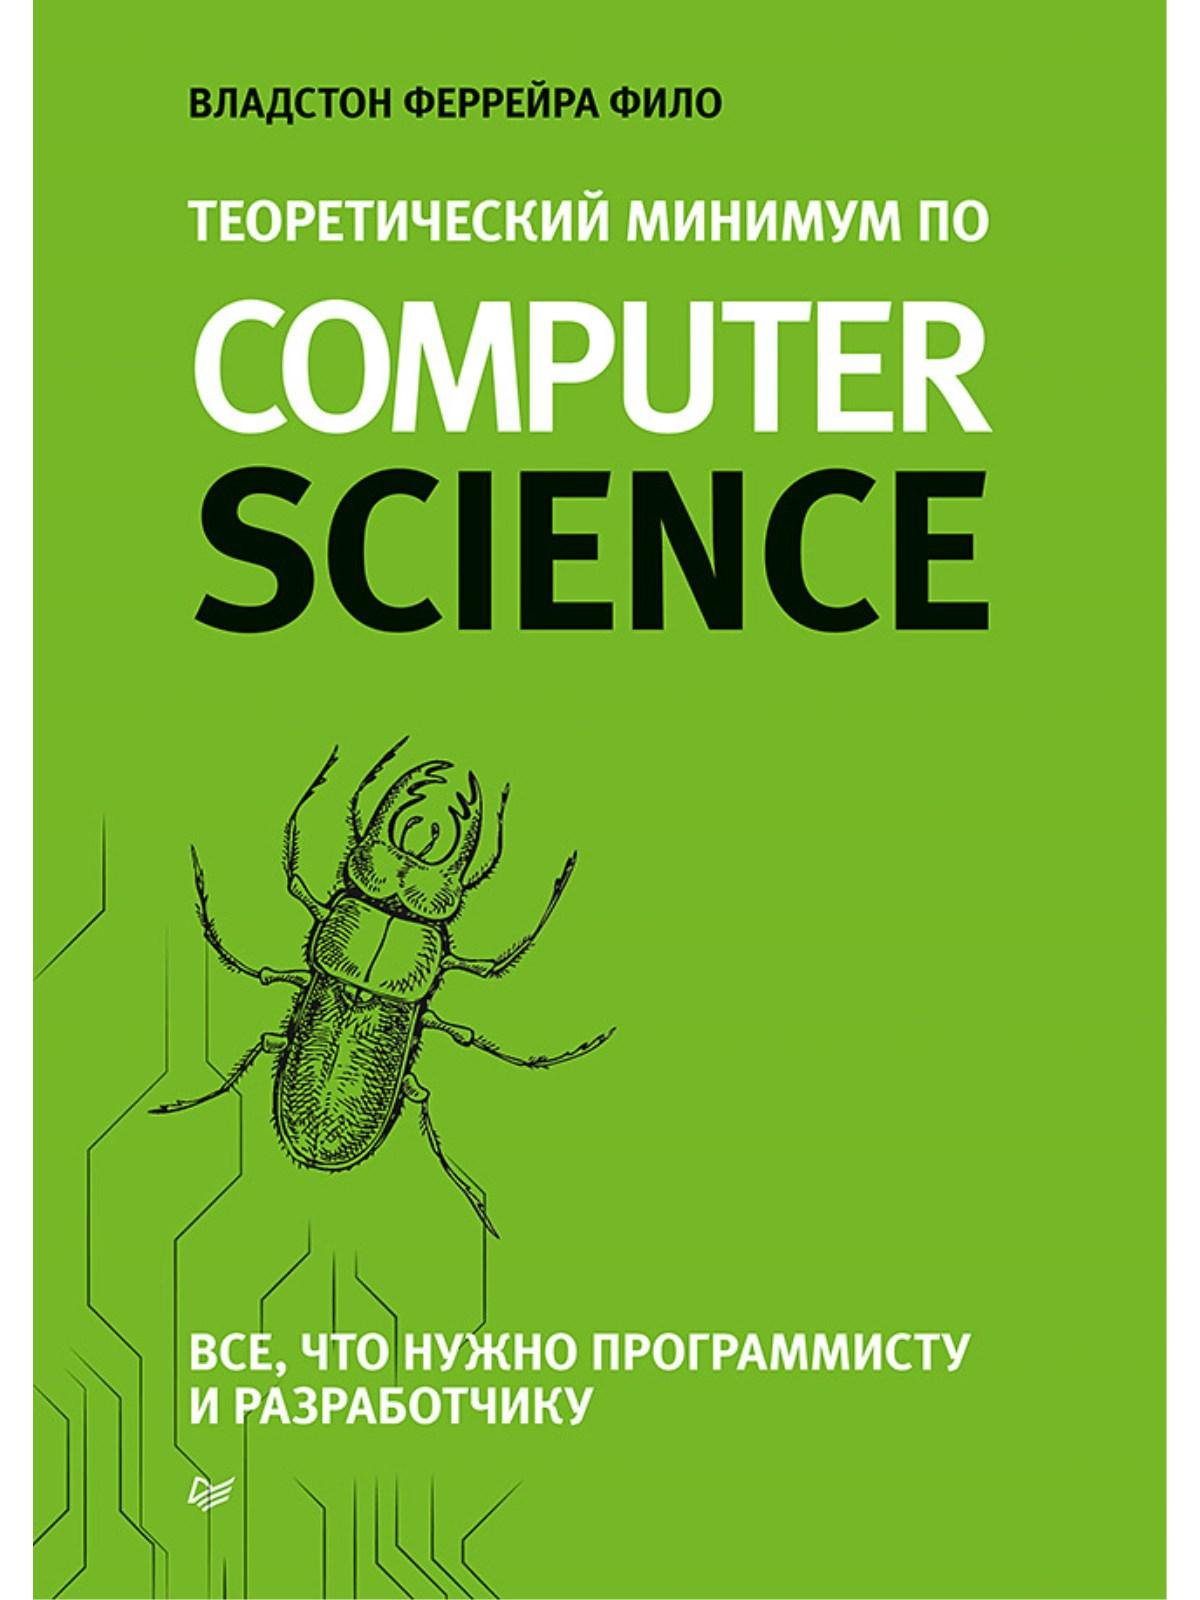 ВЛАДСТОН ФЕРРЕЙРА ФИЛО
ТЕОРЕТИЧЕСКИЙ МИНИМУМ ПО
COMPUTER
SCIENCE
ВСЕ, ЧТО НУЖНО ПРОГРАММИСТУ
И РАЗРАБОТЧИКУ